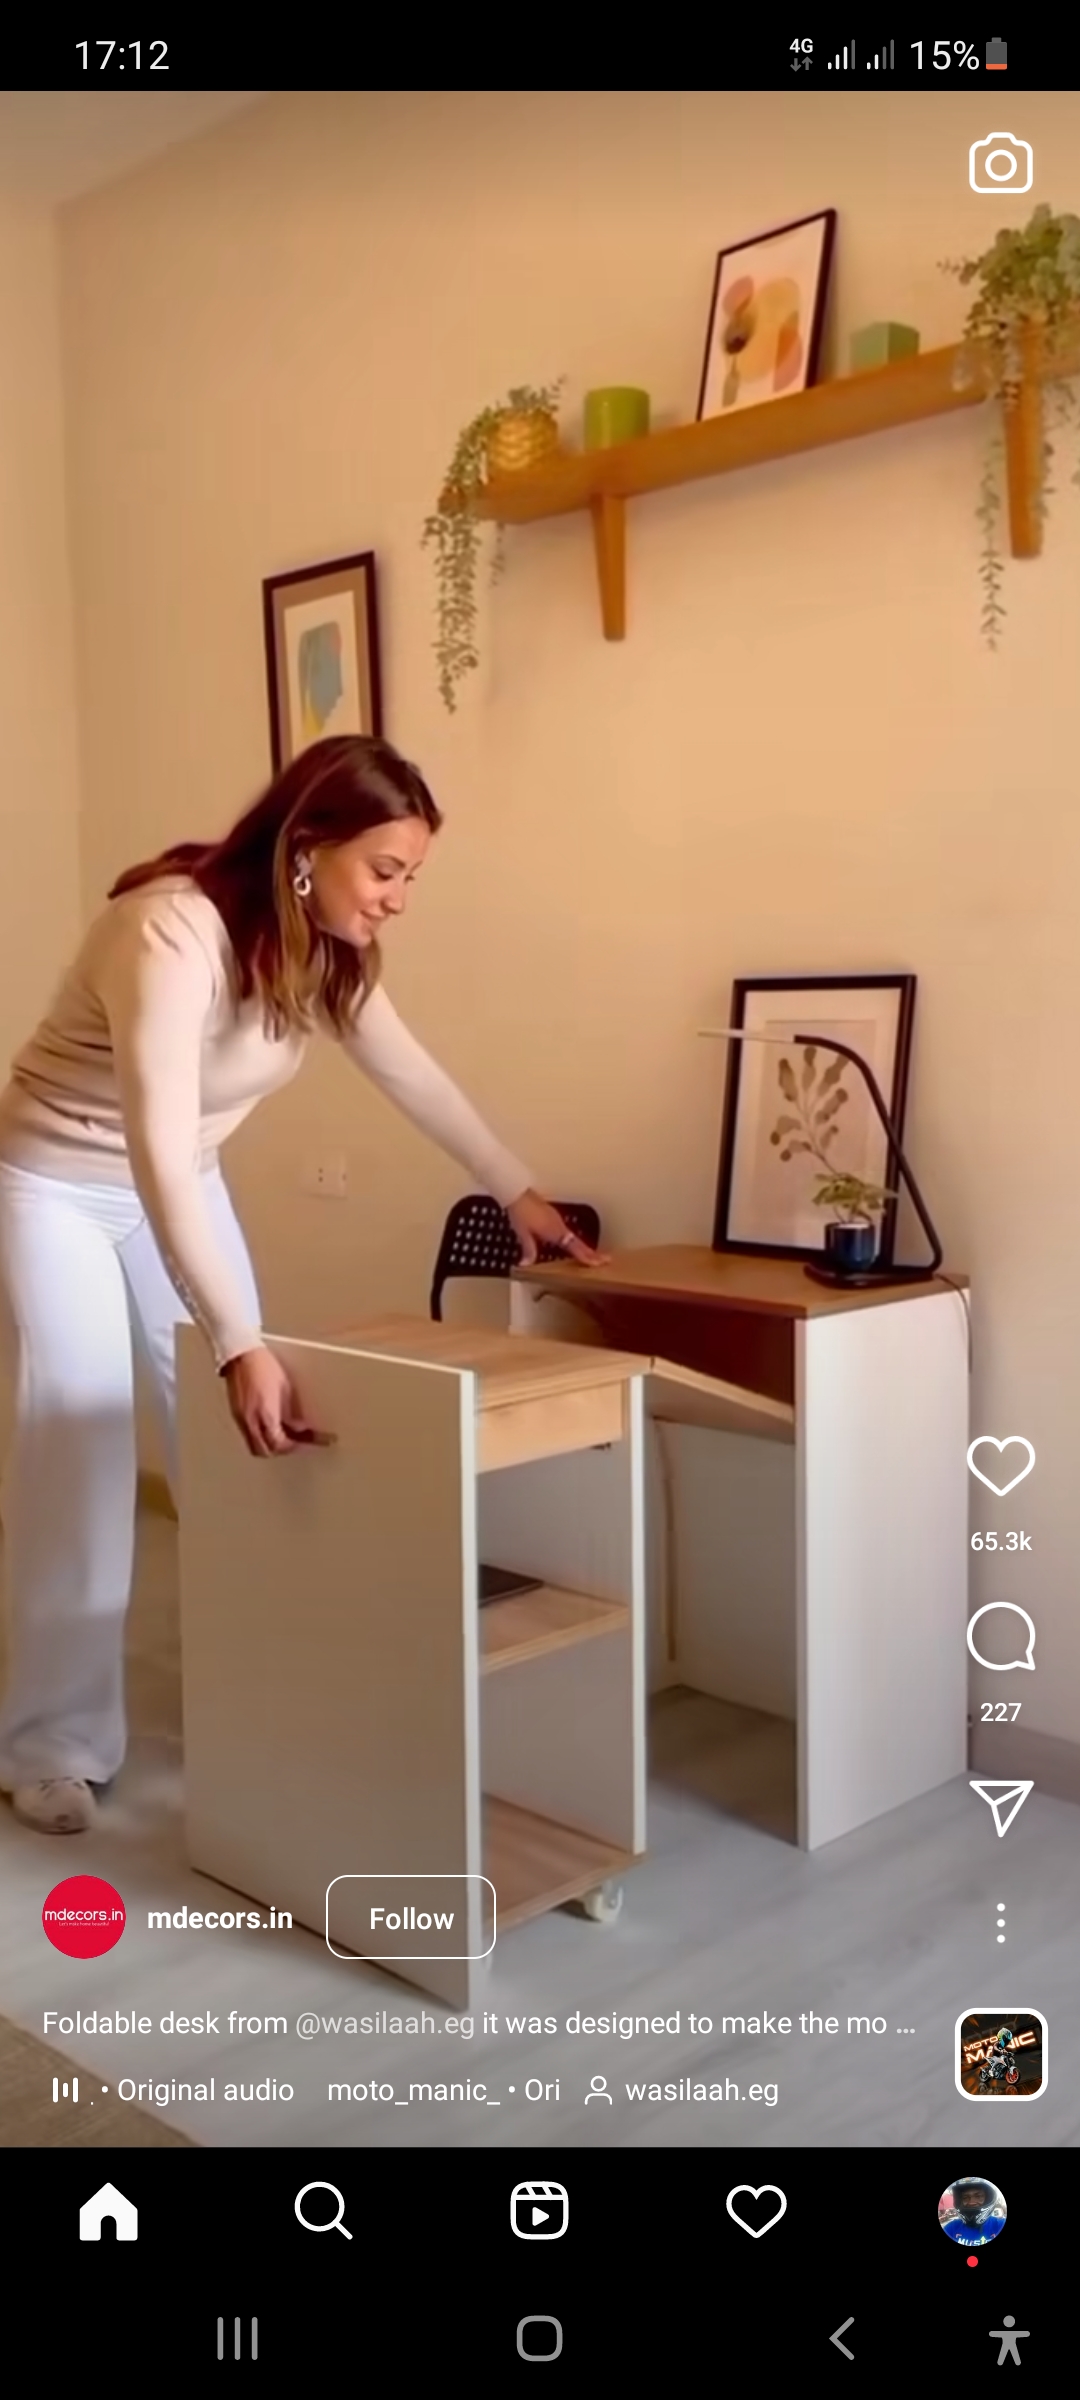 17:12
4G
15%
65.3k
227
mdecors.in
mdecors.in Follow
Foldable desk from @wasilaah.eg it was designed to make the mo ...
. • Original audio moto_manic_ • Ori wasilaah.eg
MOTO
MANIC